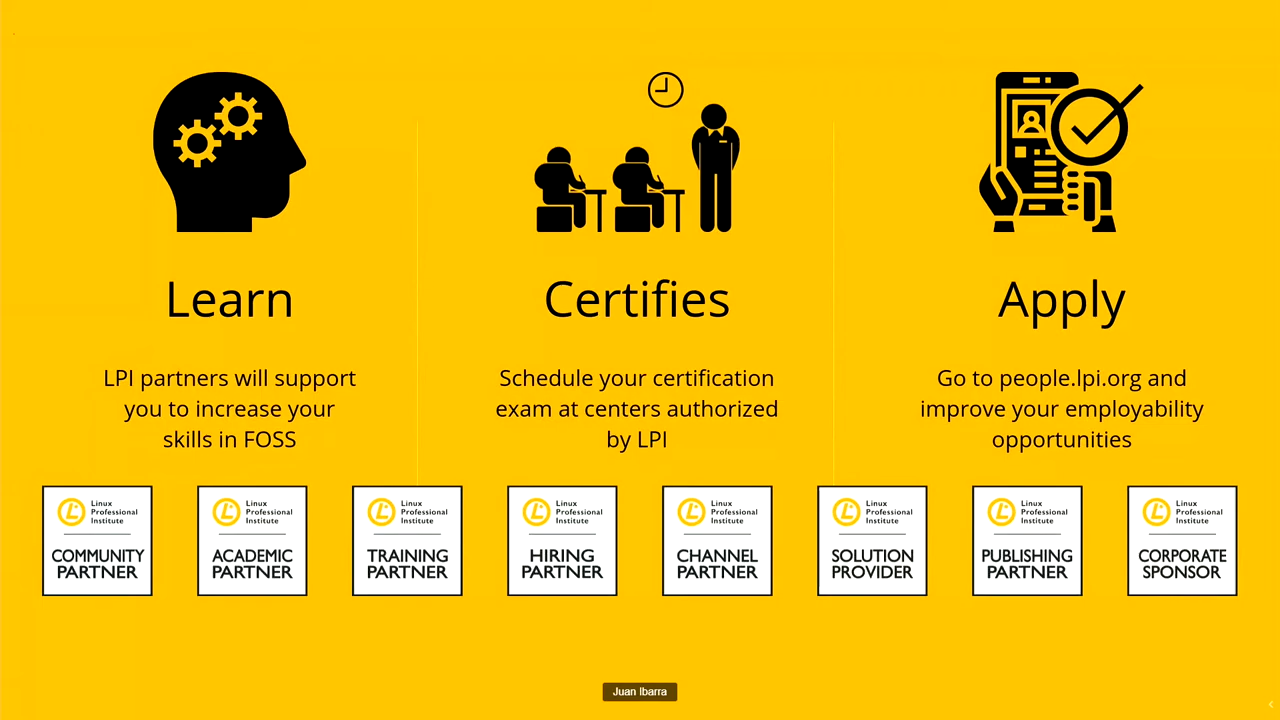 Learn
LPI partners will support
you to increase your
skills in FOSS
Certifies
Schedule your certification
exam at centers authorized
by LPI
Apply
Go to people.lpi.org and
improve your employability
opportunities
Linux
Professional
Institute
COMMUNITY
PARTNER
Linux
Professional
Institute
ACADEMIC
PARTNER
Linux
Professional
Institute
TRAINING
PARTNER
Linux
Professional
Institute
HIRING
PARTNER
Linux
Professional
Institute
CHANNEL
PARTNER
Linux
Professional
Institute
SOLUTION
PROVIDER
Linux
Professional
Institute
PUBLISHING
PARTNER
Linux
Professional
Institute
CORPORATE
SPONSOR
Juan Ibarra